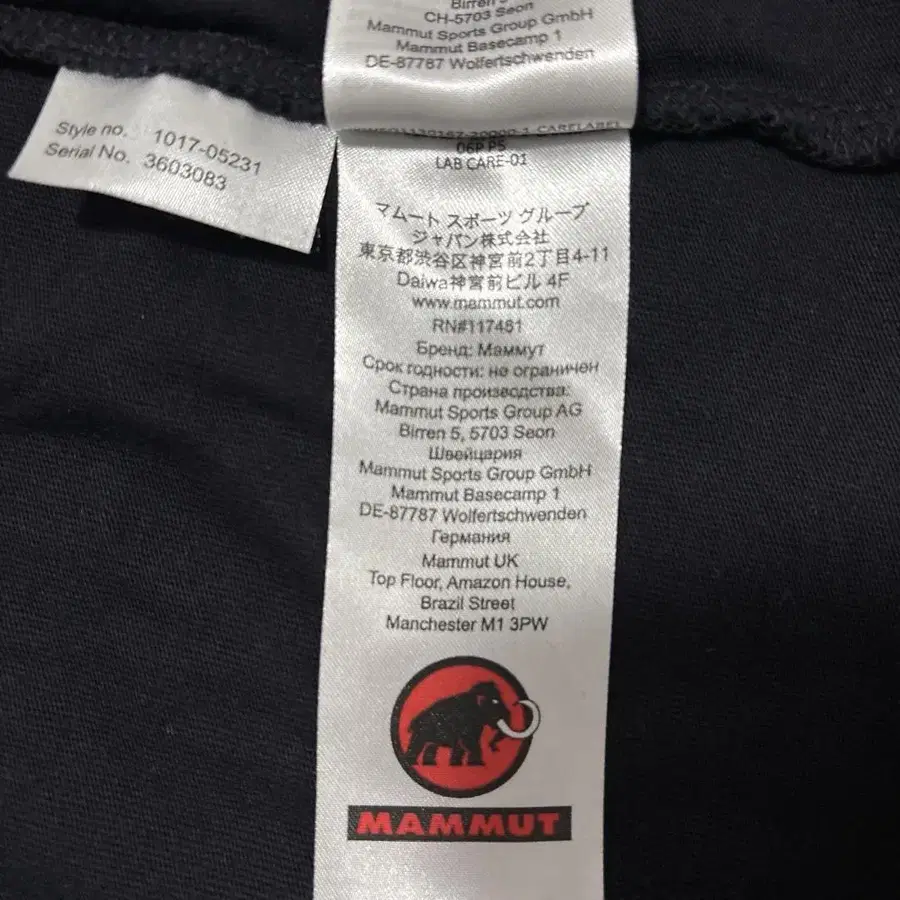 Birren
CH-5703 Seon
Mammut Sports Group GmbH
Mammut Basecamp 1
DE-87787 Wolfertschwenden
Style no. 1017-05231
Serial No. 3603083
CARELABEL
06P P5
LAB CARE-01
マムート スポーツ グループ
ジャパン株式会社
東京都渋谷区神宮前2丁目4-11
Daiwa神宮前ビル 4F
www.mammut.com
RN#117481
Бренд: Маммут
Срок годности: не ограничен
Страна производства:
Mammut Sports Group AG
Birren 5, 5703 Seon
Швейцария
Mammut Sports Group GmbH
Mammut Basecamp 1
DE-87787 Wolfertschwenden
Германия
Mammut UK
Top Floor, Amazon House,
Brazil Street
Manchester M1 3PW
MAMMUT